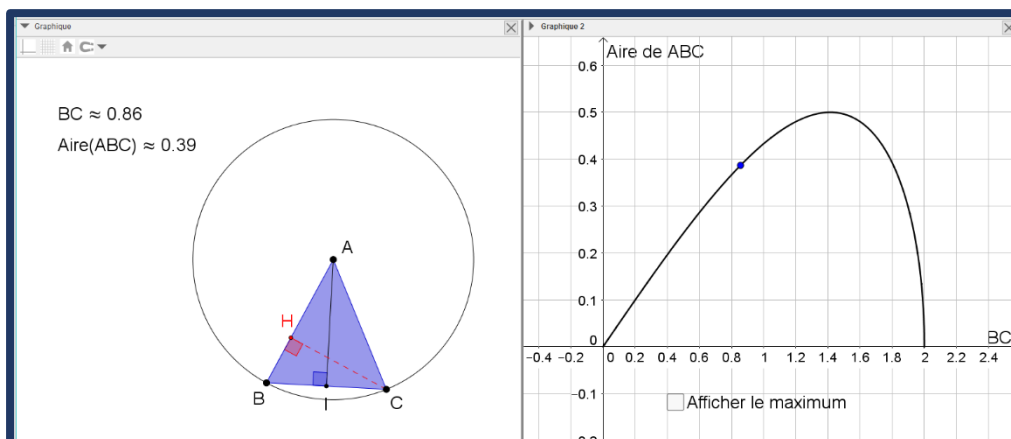 Graphique
BC ≈ 0.86
Aire(ABC) ≈ 0.39
A
H
B
I
C
Graphique 2
Aire de ABC
0.6
0.5
0.4
0.3
0.2
0.1
0
−0.4 −0.2 0 0.2 0.4 0.6 0.8 1 1.2 1.4 1.6 1.8 2 2.2 2.4
BC
−0.1
Afficher le maximum